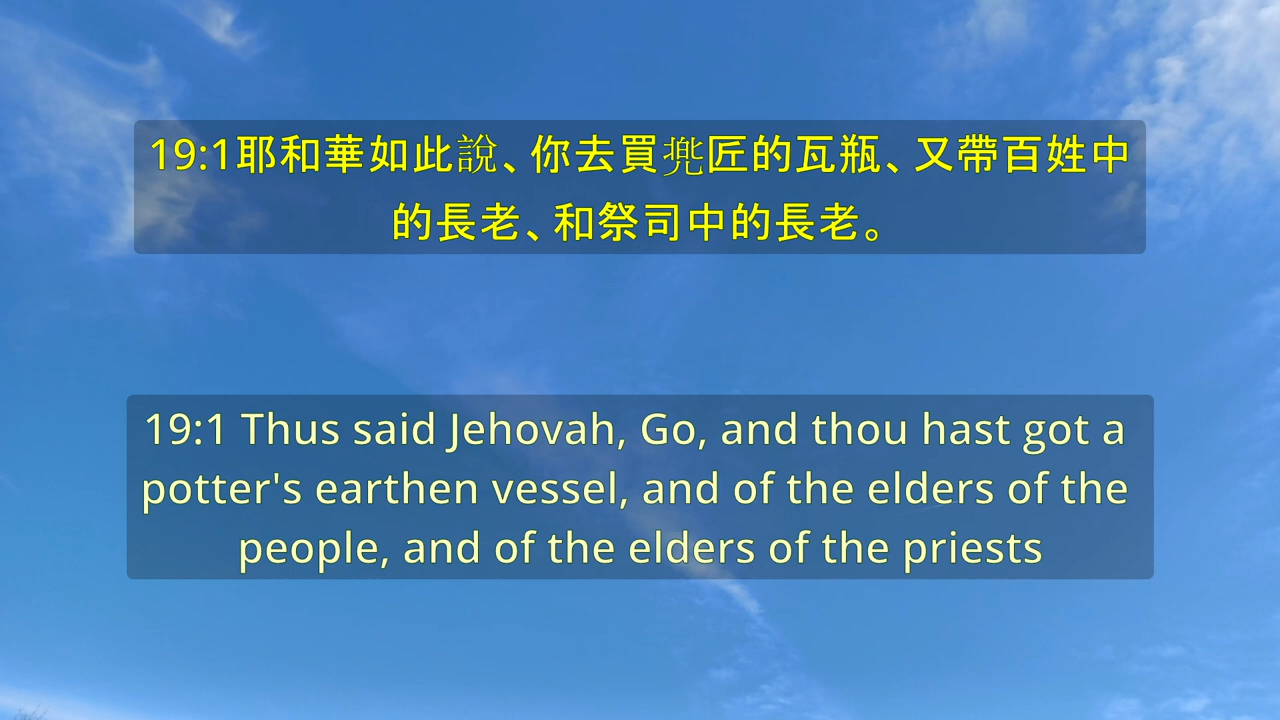 19:1耶和華如此說、你去買兠匠的瓦瓶、又帶百姓中
的長老、和祭司中的長老。
19:1 Thus said Jehovah, Go, and thou hast got a
potter's earthen vessel, and of the elders of the
people, and of the elders of the priests